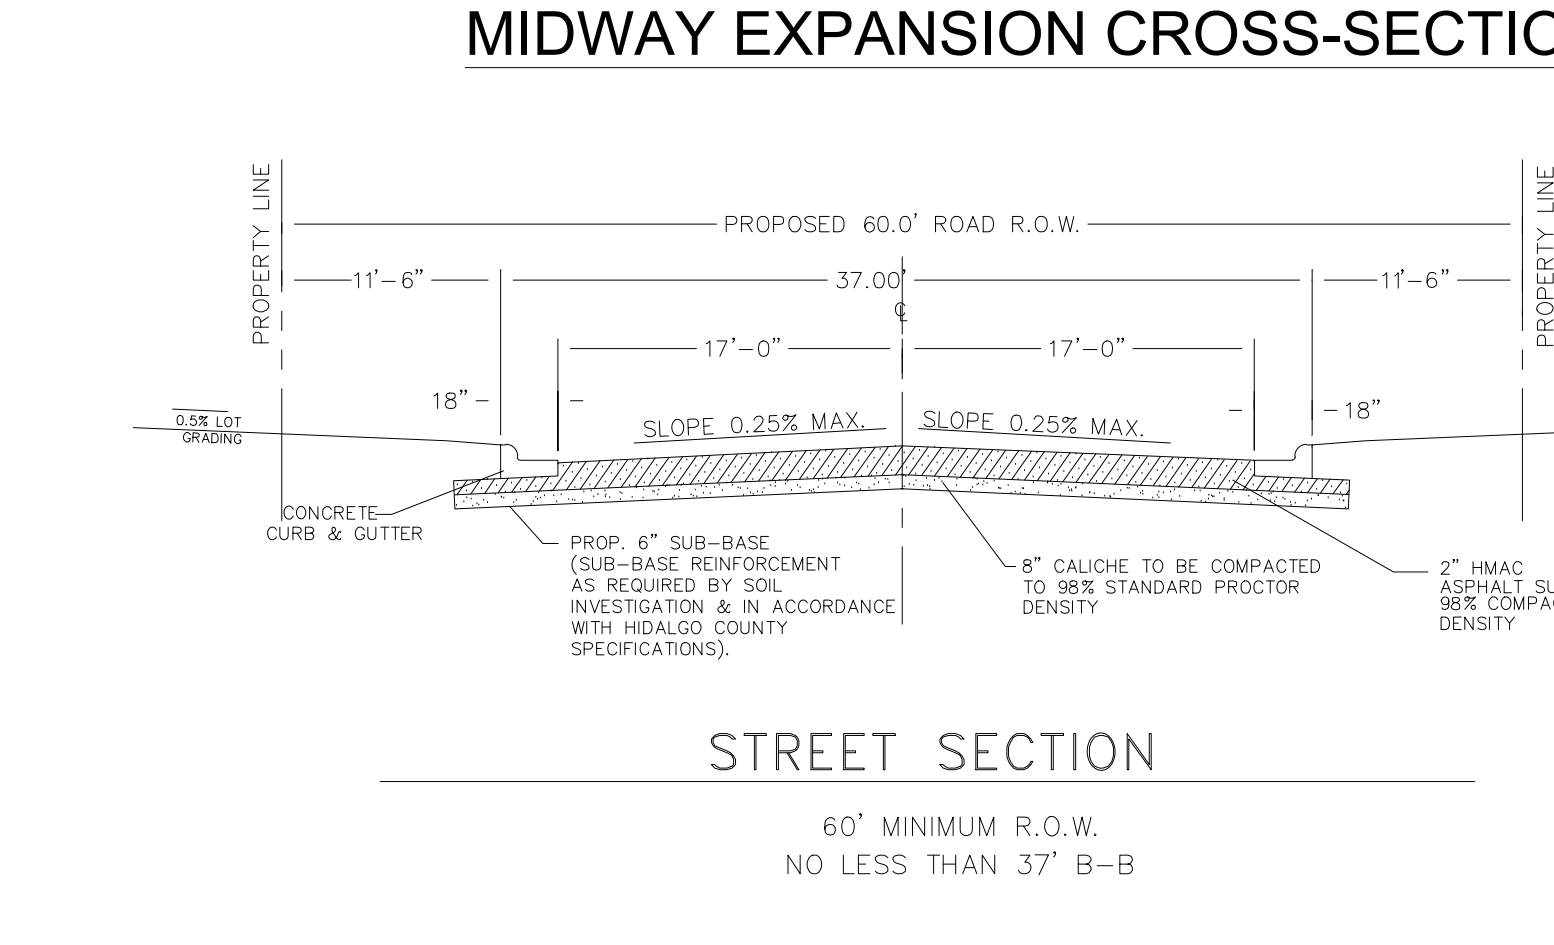 MIDWAY EXPANSION
PROPERTY LINE
PROPERTY LINE
PROPOSED 60.0' ROAD R.O.W.
11'-6"
37.00'
11'-6"
℄
17'-0"
17'-0"
18"
18"
0.5% LOT
GRADING
SLOPE 0.25% MAX.
SLOPE 0.25% MAX.
CONCRETE
CURB & GUTTER
PROP. 6" SUB-BASE
(SUB-BASE REINFORCEMENT
AS REQUIRED BY SOIL
INVESTIGATION & IN ACCORDANCE
WITH HIDALGO COUNTY
SPECIFICATIONS).
8" CALICHE TO BE COMPACTED
TO 98% STANDARD PROCTOR
DENSITY
2" HMAC
ASPHALT
98%
DENSITY
STREET SECTION
60' MINIMUM R.O.W.
NO LESS THAN 37' B-B